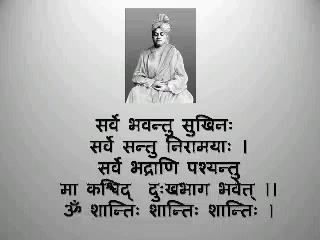 सर्वे भवन्तु सुखिनः
सर्वे सन्तु निरामयाः ।
सर्वे भद्राणि पश्यन्तु
मा कश्चिद् दुःखभाग भवेत् ।।
ॐ शान्तिः शान्तिः शान्तिः ।